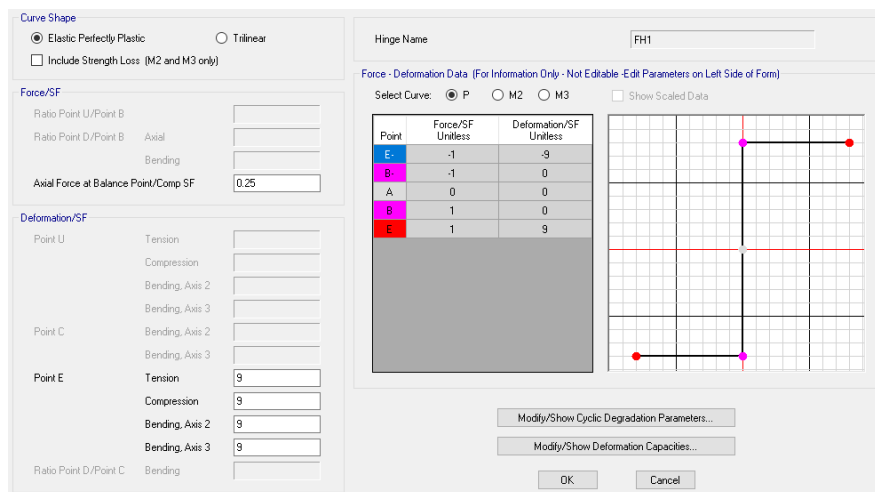 Curve Shape
Elastic Perfectly Plastic
Trilinear
Include Strength Loss (M2 and M3 only)
Force/SF
Ratio Point U/Point B
Ratio Point D/Point B Axial
Bending
Axial Force at Balance Point/Comp SF 0.25
Deformation/SF
Point U Tension
Compression
Bending, Axis 2
Bending, Axis 3
Point C Bending, Axis 2
Bending, Axis 3
Point E Tension 9
Compression 9
Bending, Axis 2 9
Bending, Axis 3 9
Ratio Point D/Point C Bending
Hinge Name FH1
Force - Deformation Data (For Information Only - Not Editable -Edit Parameters on Left Side of Form)
Select Curve: P M2 M3 Show Scaled Data
Point Force/SF Unitless Deformation/SF Unitless
E- -1 -9
B- -1 0
A 0 0
B 1 0
E 1 9
Modify/Show Cyclic Degradation Parameters...
Modify/Show Deformation Capacities...
OK Cancel